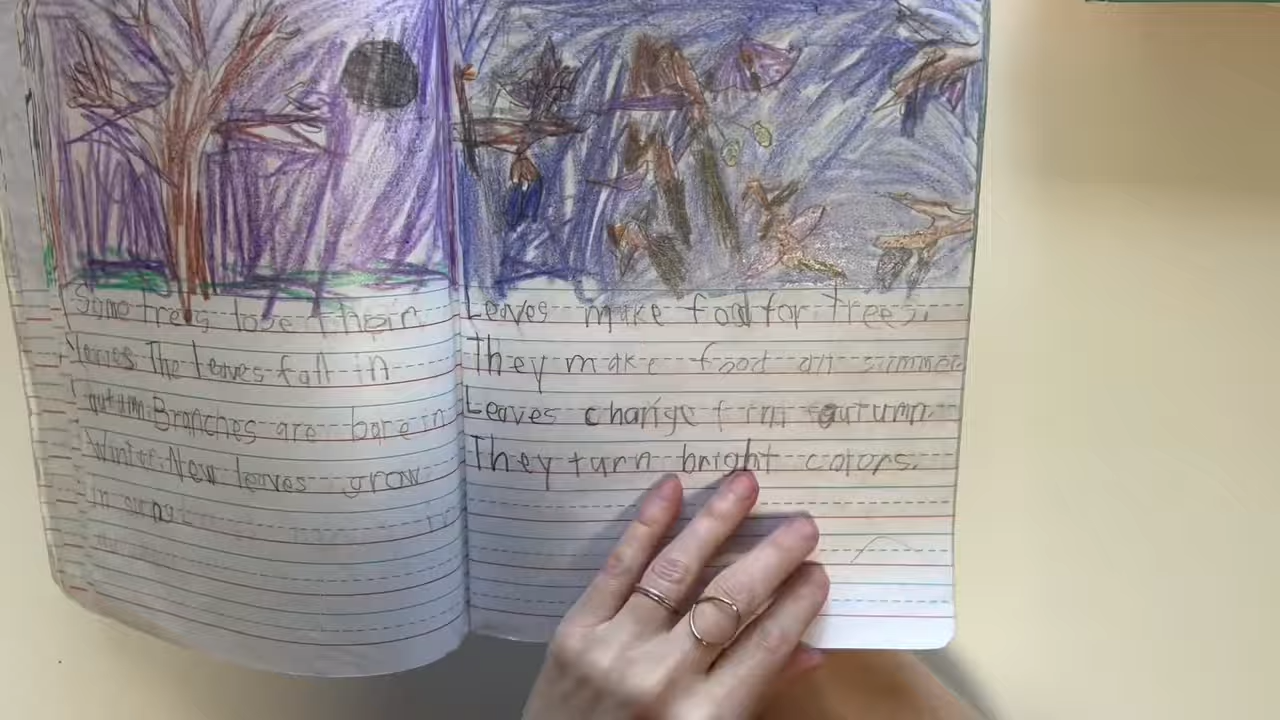 Some trees lose their
leaves The Leaves fall in
autumn. Branches are bare in
Winter. New leaves grow
in
Leaves make food for trees.
They make food all summer
Leaves change in autumn.
They turn bright colors.